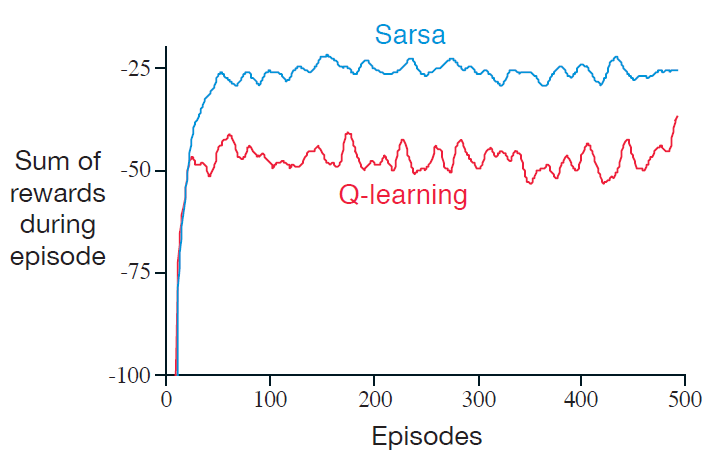 Sarsa
-25
Sum of
rewards
during
episode
-50
Q-learning
-75
-100
0 100 200 300 400 500
Episodes